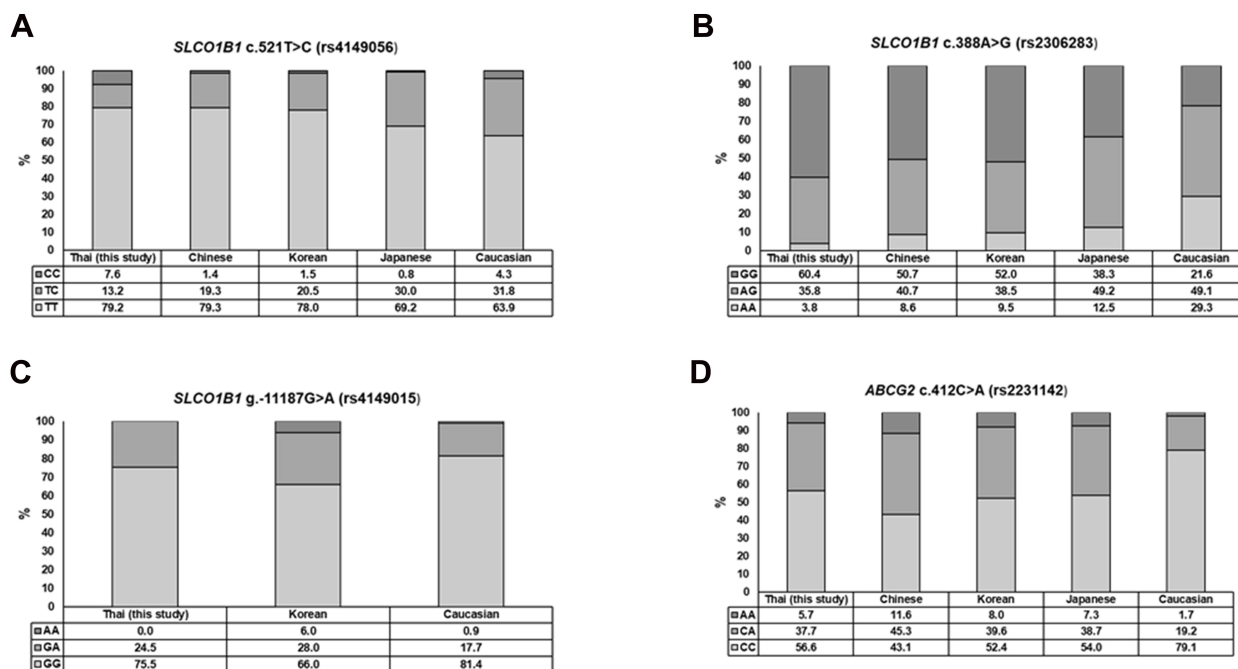 A
SLCO1B1 c.521T>C (rs4149056)
100
90
80
70
60
50
40
30
20
10
0
%
Thai (this study) Chinese Korean Japanese Caucasian
CC 7.6 1.4 1.5 0.8 4.3
TC 13.2 19.3 20.5 30.0 31.8
TT 79.2 79.3 78.0 69.2 63.9
B
SLCO1B1 c.388A>G (rs2306283)
100
90
80
70
60
50
40
30
20
10
0
%
Thai (this study) Chinese Korean Japanese Caucasian
GG 60.4 50.7 52.0 38.3 21.6
AG 35.8 40.7 38.5 49.2 49.1
AA 3.8 8.6 9.5 12.5 29.3
C
SLCO1B1 g.-11187G>A (rs4149015)
100
90
80
70
60
50
40
30
20
10
0
%
Thai (this study) Korean Caucasian
AA 0.0 6.0 0.9
GA 24.5 28.0 17.7
GG 75.5 66.0 81.4
D
ABCG2 c.412C>A (rs2231142)
100
90
80
70
60
50
40
30
20
10
0
%
Thai (this study) Chinese Korean Japanese Caucasian
AA 5.7 11.6 8.0 7.3 1.7
CA 37.7 45.3 39.6 38.7 19.2
CC 56.6 43.1 52.4 54.0 79.1